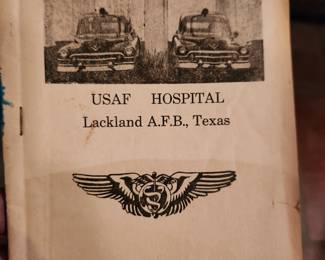 USAF HOSPITAL
Lackland A.F.B., Texas